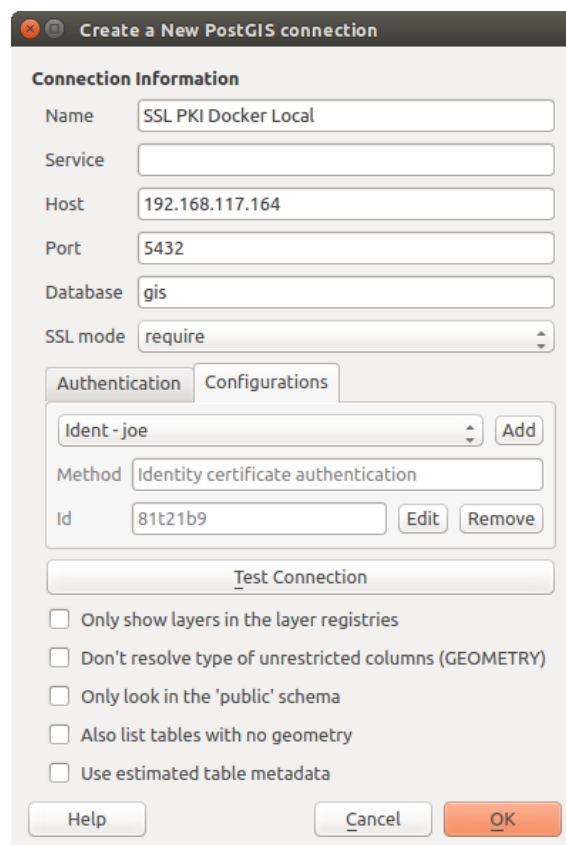 Create a New PostGIS connection
Connection Information
Name SSL PKI Docker Local
Service
Host 192.168.117.164
Port 5432
Database gis
SSL mode require
Authentication Configurations
Ident - joe Add
Method Identity certificate authentication
Id 81t21b9 Edit Remove
Test Connection
Only show layers in the layer registries
Don't resolve type of unrestricted columns (GEOMETRY)
Only look in the 'public' schema
Also list tables with no geometry
Use estimated table metadata
Help Cancel OK